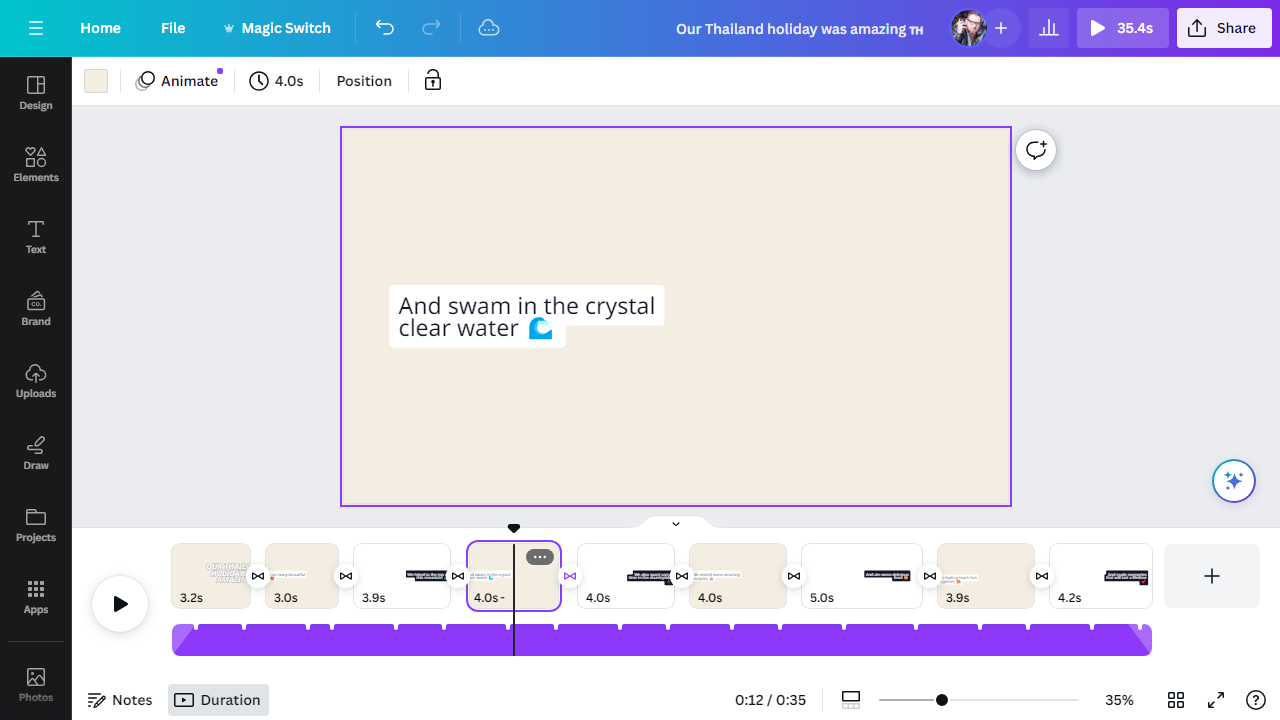 Home
File
Magic Switch
Our Thailand holiday was amazing ᴛʜ
35.4s
Share
Design
Elements
Text
Brand
Uploads
Draw
Projects
Apps
Photos
CO.
Animate
4.0s
Position
And swam in the crystal
clear water 🌊
3.2s
3.0s
3.9s
4.0s -
4.0s
4.0s
5.0s
3.9s
4.2s
Notes
Duration
0:12 / 0:35
35%